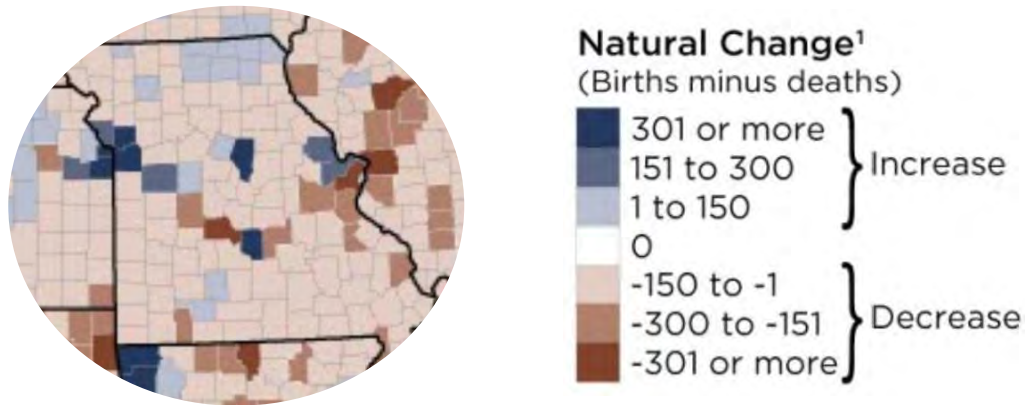 Natural Change¹
(Births minus deaths)
301 or more
151 to 300
Increase
1 to 150
0
-150 to -1
-300 to -151
Decrease
-301 or more